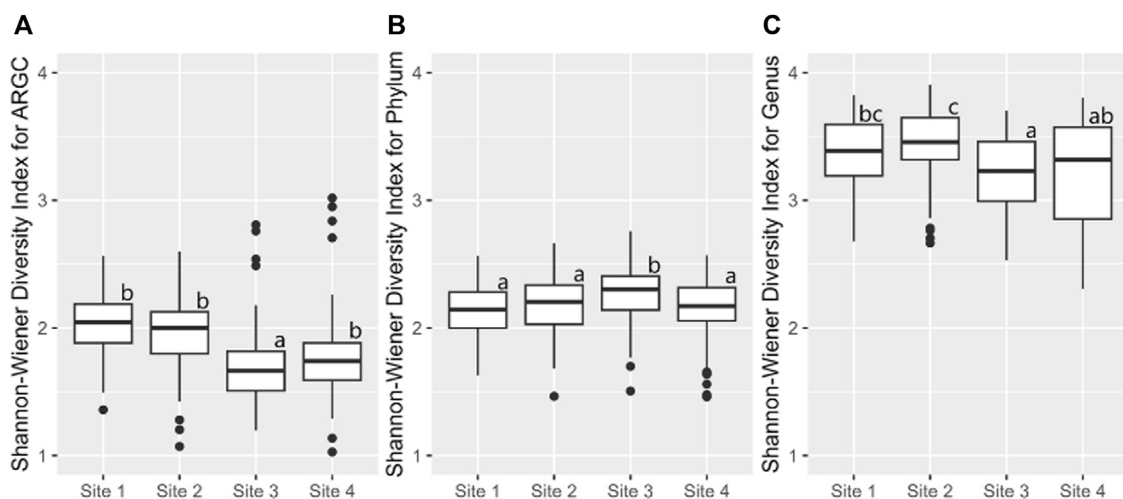 A
Shannon-Wiener Diversity Index for ARGC
4
3
2
1
b
b
a
b
Site 1 Site 2 Site 3 Site 4
B
Shannon-Wiener Diversity Index for Phylum
4
3
2
1
a
a
b
a
Site 1 Site 2 Site 3 Site 4
C
Shannon-Wiener Diversity Index for Genus
4
3
2
1
bc
c
a
ab
Site 1 Site 2 Site 3 Site 4